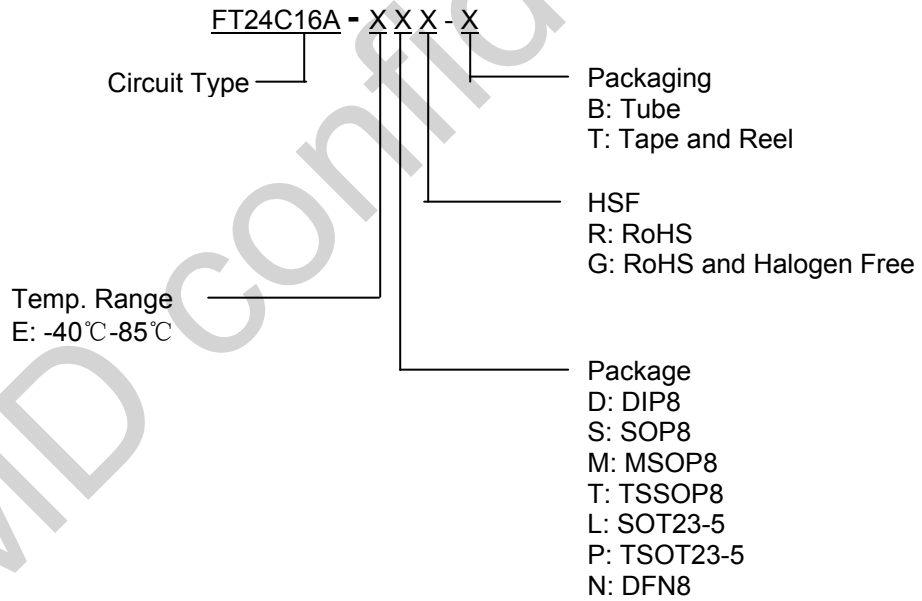 FT24C16A - X X X - X
Circuit Type
Packaging
B: Tube
T: Tape and Reel
HSF
R: RoHS
G: RoHS and Halogen Free
Temp. Range
E: -40℃-85℃
Package
D: DIP8
S: SOP8
M: MSOP8
T: TSSOP8
L: SOT23-5
P: TSOT23-5
N: DFN8